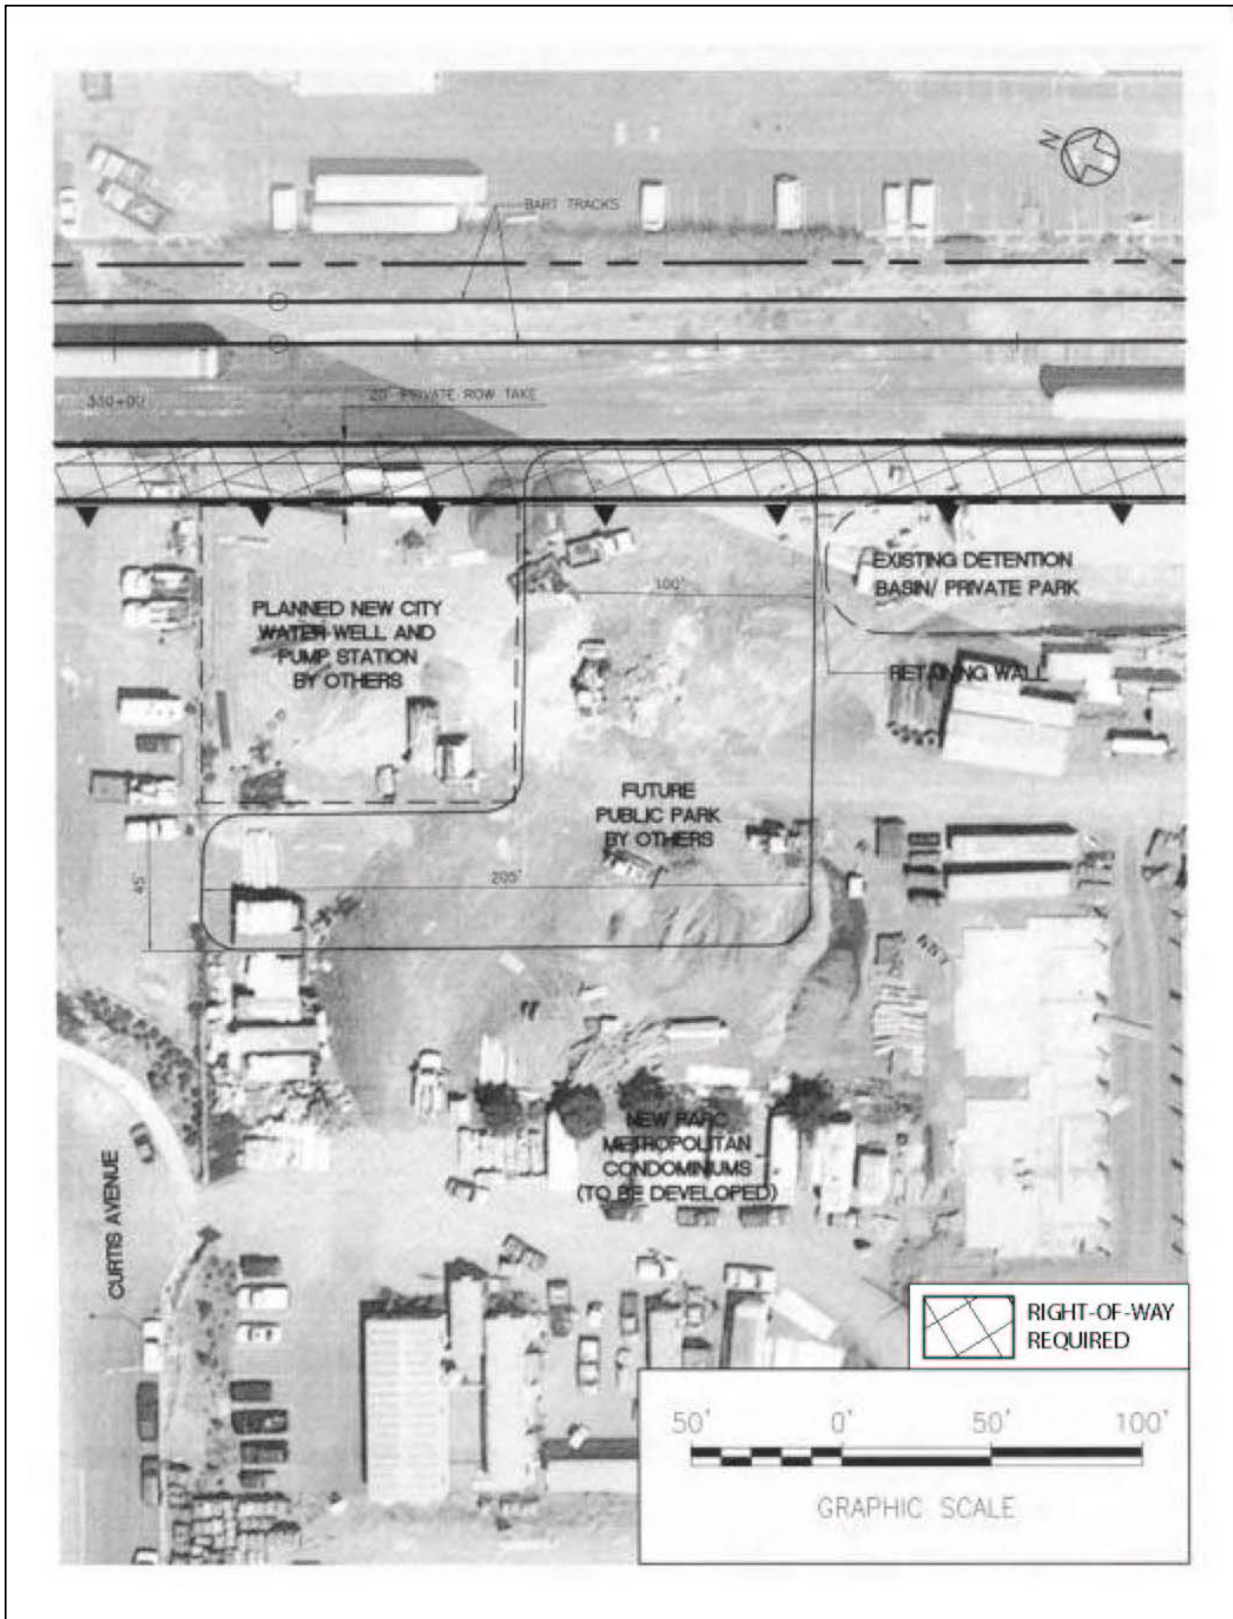 N
BART TRACKS
20' PRIVATE ROW TAKE
330+00
EXISTING DETENTION
BASIN/ PRIVATE PARK
100'
PLANNED NEW CITY
WATER WELL AND
PUMP STATION
BY OTHERS
RETAINING WALL
FUTURE
PUBLIC PARK
BY OTHERS
45'
205'
NEW PARC
METROPOLITAN
CONDOMINIUMS
(TO BE DEVELOPED)
CURTIS AVENUE
RIGHT-OF-WAY
REQUIRED
50' 0' 50' 100'
GRAPHIC SCALE